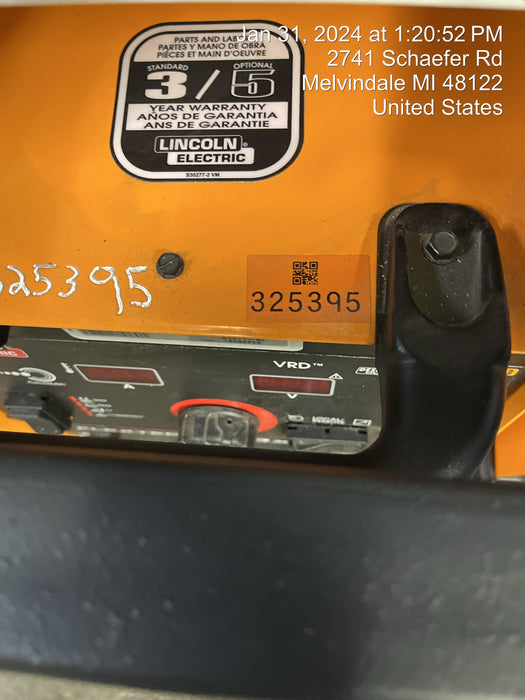 Jan 31, 2024 at 1:20:52 PM
2741 Schaefer Rd
Melvindale MI 48122
United States
PARTS AND LABOR
PARTES Y MANO DE OBRA
PIÈCES ET MAIN D'OEUVRE
STANDARD OPTIONAL
3 / 5
YEAR WARRANTY
AÑOS DE GARANTIA
ANS DE GARANTIE
LINCOLN®
ELECTRIC
S30277-2 VM
325395
325395
VRD™
A
V